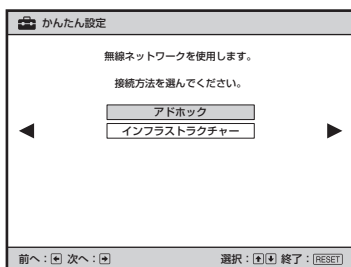 かんたん設定
無線ネットワークを使用します。
接続方法を選んでください。
アドホック
インフラストラクチャー
前へ：← 次へ：→ 選択：↑↓ 終了：RESET